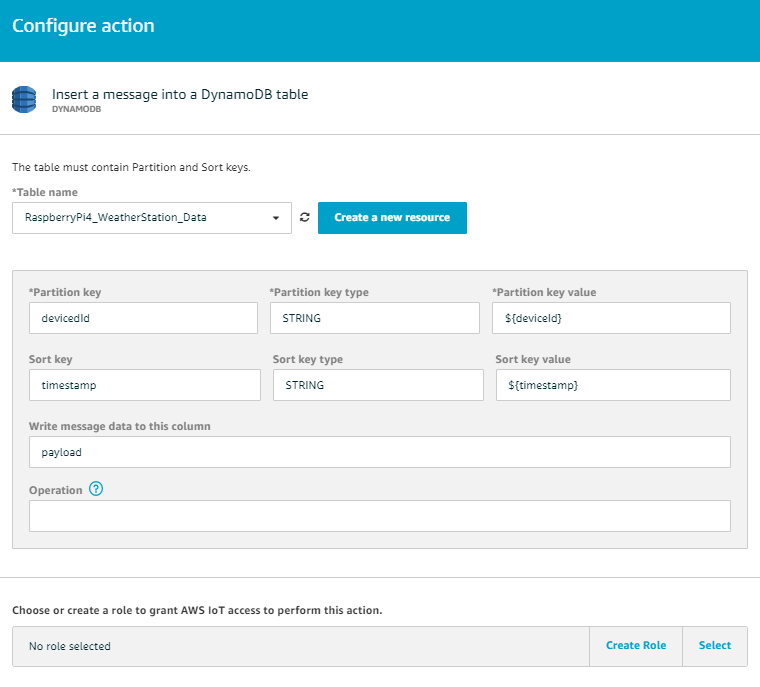 Configure action
Insert a message into a DynamoDB table
DYNAMODB
The table must contain Partition and Sort keys.
*Table name
RaspberryPi4_WeatherStation_Data
Create a new resource
*Partition key *Partition key type *Partition key value
devicedId STRING ${deviceId}
Sort key Sort key type Sort key value
timestamp STRING ${timestamp}
Write message data to this column
payload
Operation ?
Choose or create a role to grant AWS IoT access to perform this action.
No role selected Create Role Select